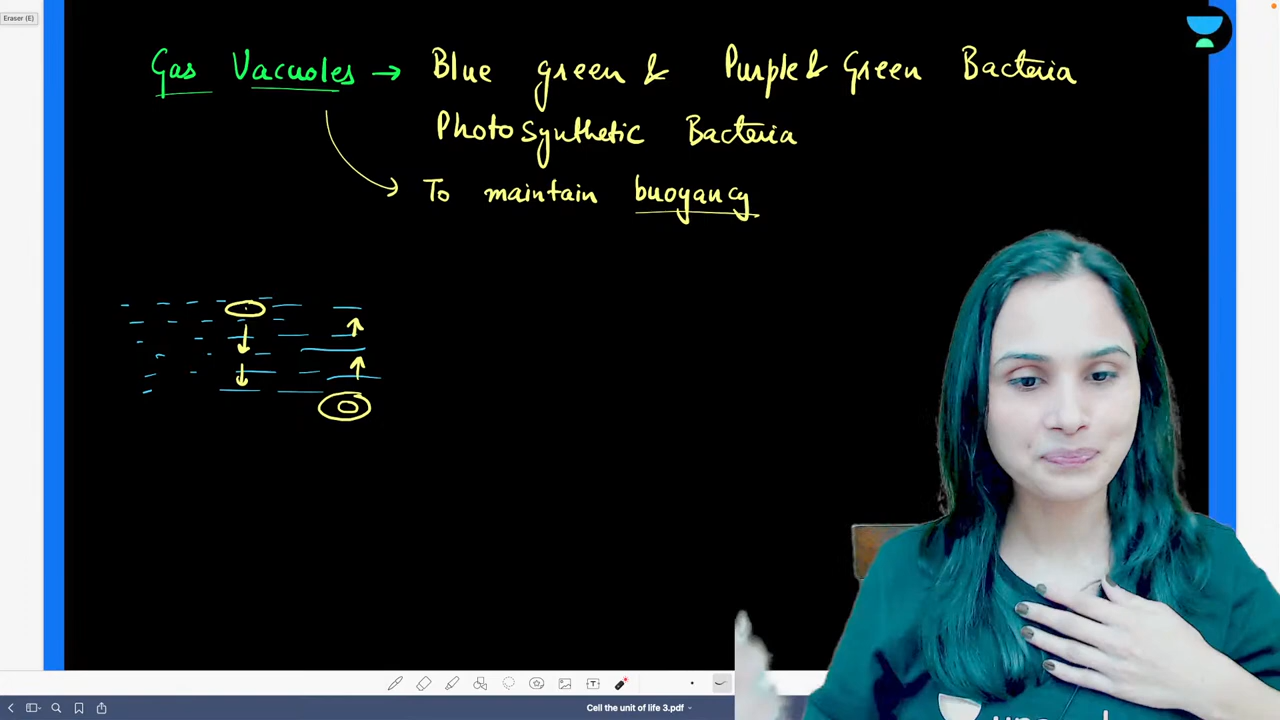 Eraser (E)
Gas Vacuoles → Blue green & Purple & Green Bacteria
Photosynthetic Bacteria
To maintain buoyancy
Cell the unit of life 3.pdf